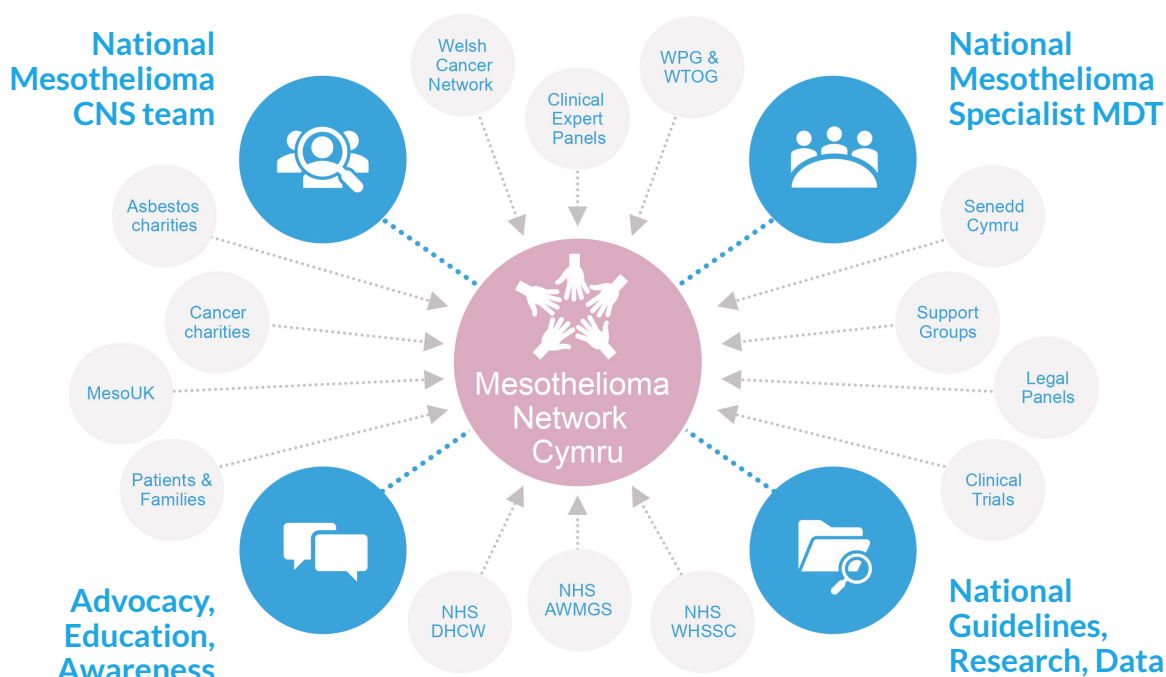 National
Mesothelioma
CNS team
Welsh
Cancer
Network
Clinical
Expert
Panels
WPG &
WTOG
National
Mesothelioma
Specialist MDT
Asbestos
charities
Senedd
Cymru
Cancer
charities
Support
Groups
MesoUK
Mesothelioma
Network
Cymru
Legal
Panels
Patients &
Families
Clinical
Trials
Advocacy,
Education,
Awareness
NHS
DHCW
NHS
AWMGS
NHS
WHSSC
National
Guidelines,
Research, Data